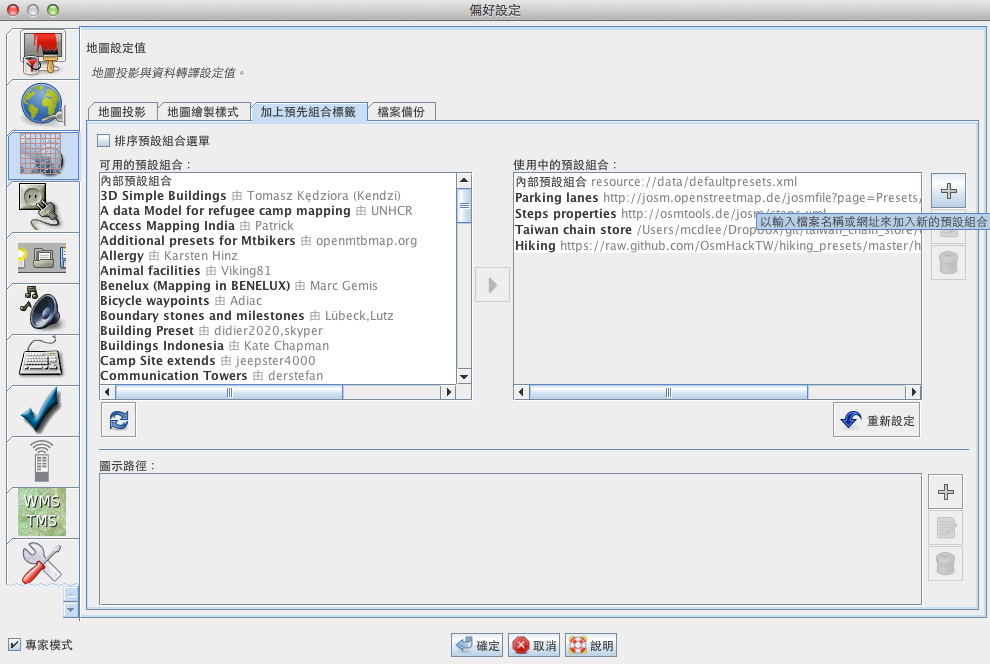 偏好設定
地圖設定值
地圖投影與資料轉譯設定值。
地圖投影
地圖繪製樣式
加上預先組合標籤
檔案備份
排序預設組合選單
可用的預設組合：
內部預設組合
3D Simple Buildings 由 Tomasz Kędziora (Kendzi)
A data Model for refugee camp mapping 由 UNHCR
Access Mapping India 由 Patrick
Additional presets for Mtbikers 由 openmtbmap.org
Allergy 由 Karsten Hinz
Animal facilities 由 Viking81
Benelux (Mapping in BENELUX) 由 Marc Gemis
Bicycle waypoints 由 Adiac
Boundary stones and milestones 由 Lübeck,Lutz
Building Preset 由 didier2020,skyper
Buildings Indonesia 由 Kate Chapman
Camp Site extends 由 jeepster4000
Communication Towers 由 derstefan
使用中的預設組合：
內部預設組合 resource://data/defaultpresets.xml
Parking lanes http://josm.openstreetmap.de/josmfile?page=Presets/
Steps properties http://osmtools.de/josm/steps.xml
以輸入檔案名稱或網址來加入新的預設組合
Taiwan chain store /Users/mcdlee/Dropbox/git/taiwan_chain_store/
Hiking https://raw.github.com/OsmHackTW/hiking_presets/master/h
重新設定
圖示路徑：
WMS
TMS
專家模式
確定
取消
說明